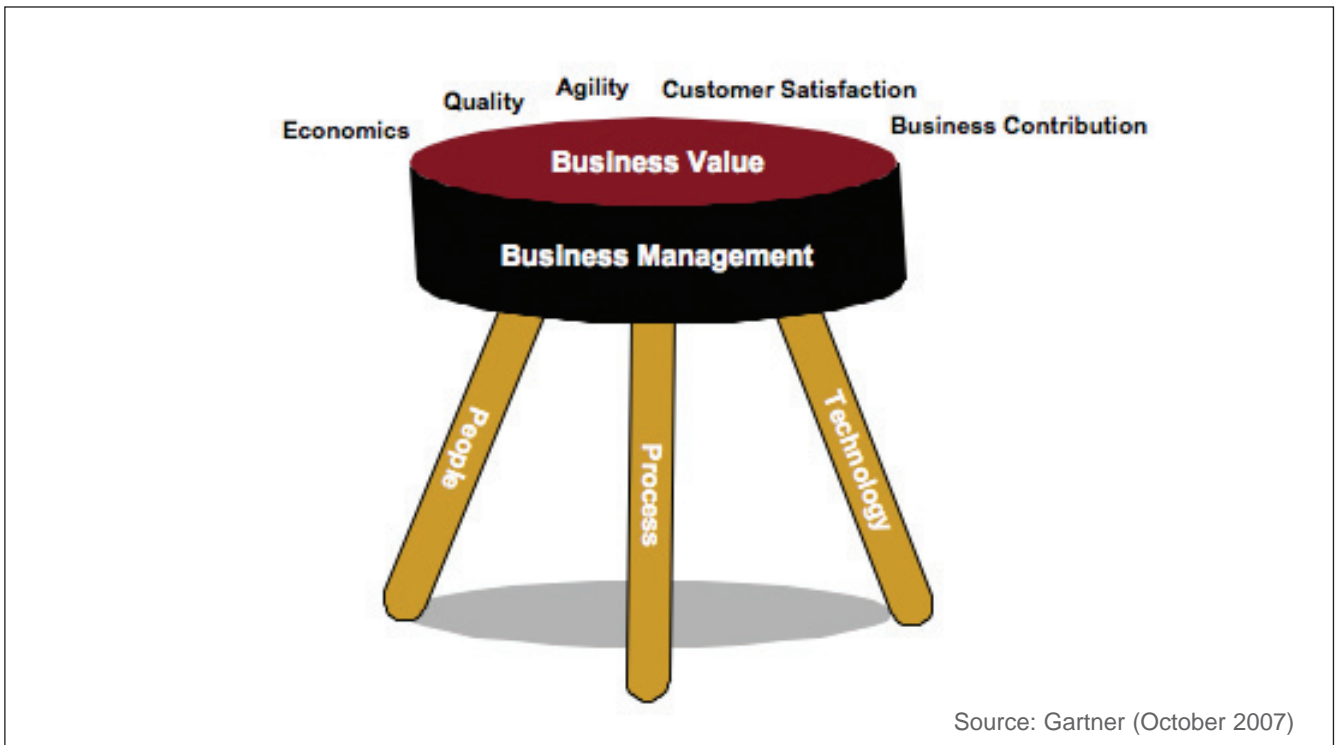 Economics
Quality
Agility
Customer Satisfaction
Business Contribution
Business Value
Business Management
People
Process
Technology
Source: Gartner (October 2007)